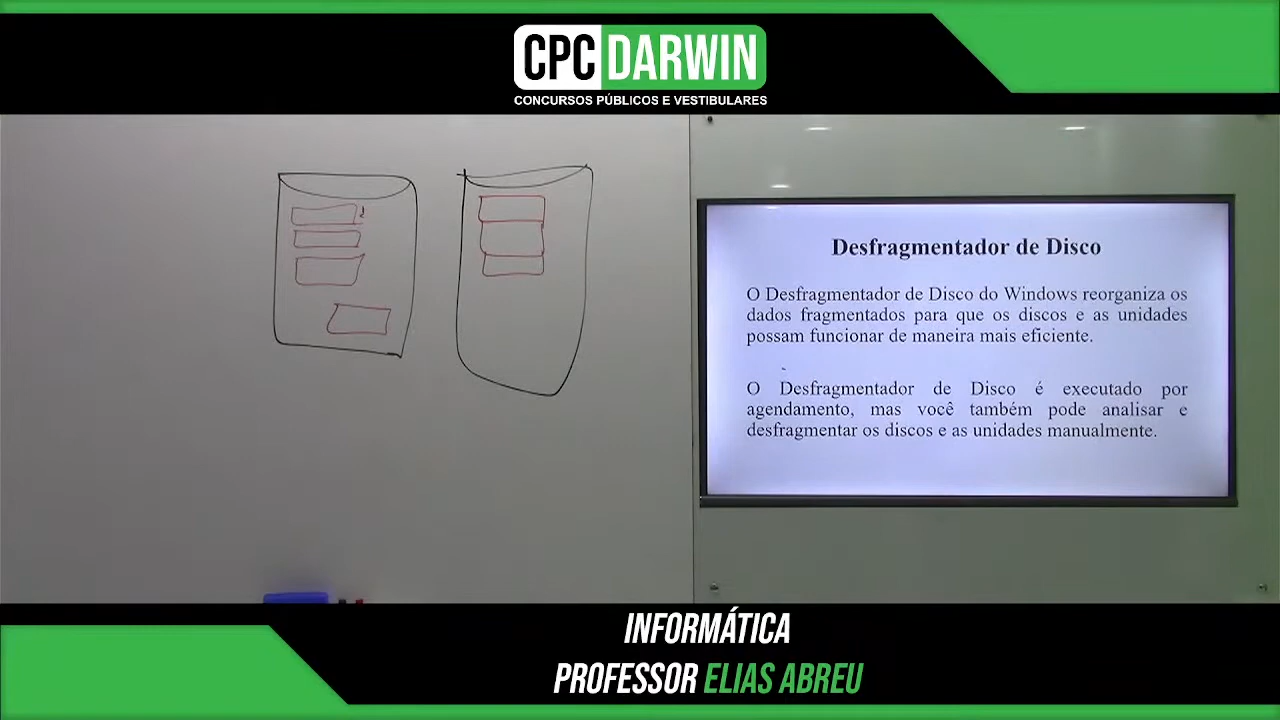 CPC DARWIN
CONCURSOS PÚBLICOS E VESTIBULARES
Desfragmentador de Disco
O Desfragmentador de Disco do Windows reorganiza os
dados fragmentados para que os discos e as unidades
possam funcionar de maneira mais eficiente.
O Desfragmentador de Disco é executado por
agendamento, mas você também pode analisar e
desfragmentar os discos e as unidades manualmente.
INFORMÁTICA
PROFESSOR ELIAS ABREU